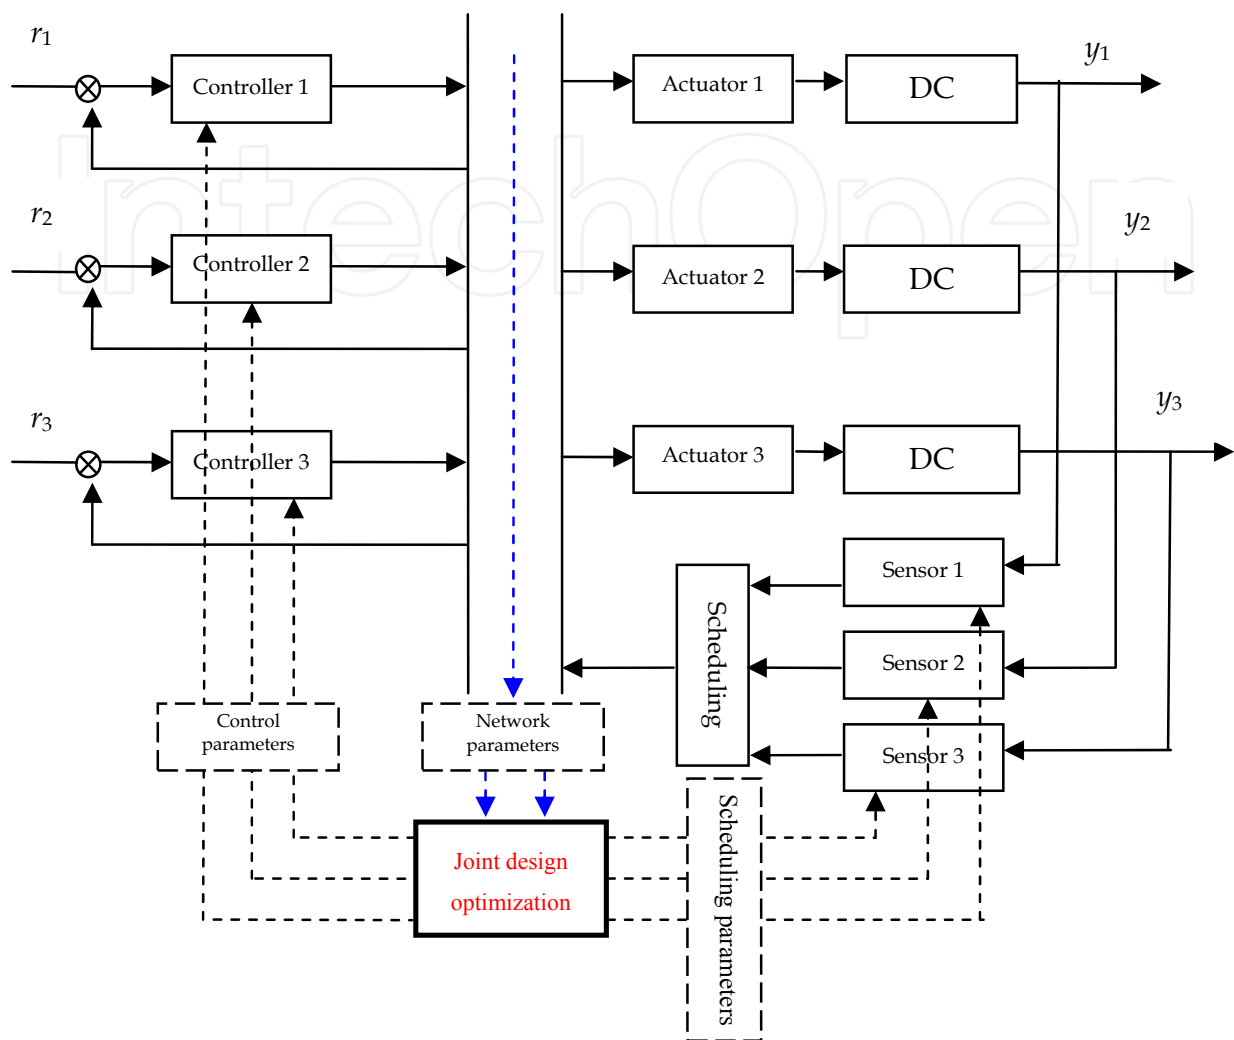 r1
Controller 1
Actuator 1
DC
y1
IntechOpen
r2
Controller 2
Actuator 2
DC
y2
r3
Controller 3
Actuator 3
DC
y3
Sensor 1
Scheduling
Sensor 2
Sensor 3
Control
parameters
Network
parameters
Joint design
optimization
Scheduling parameters